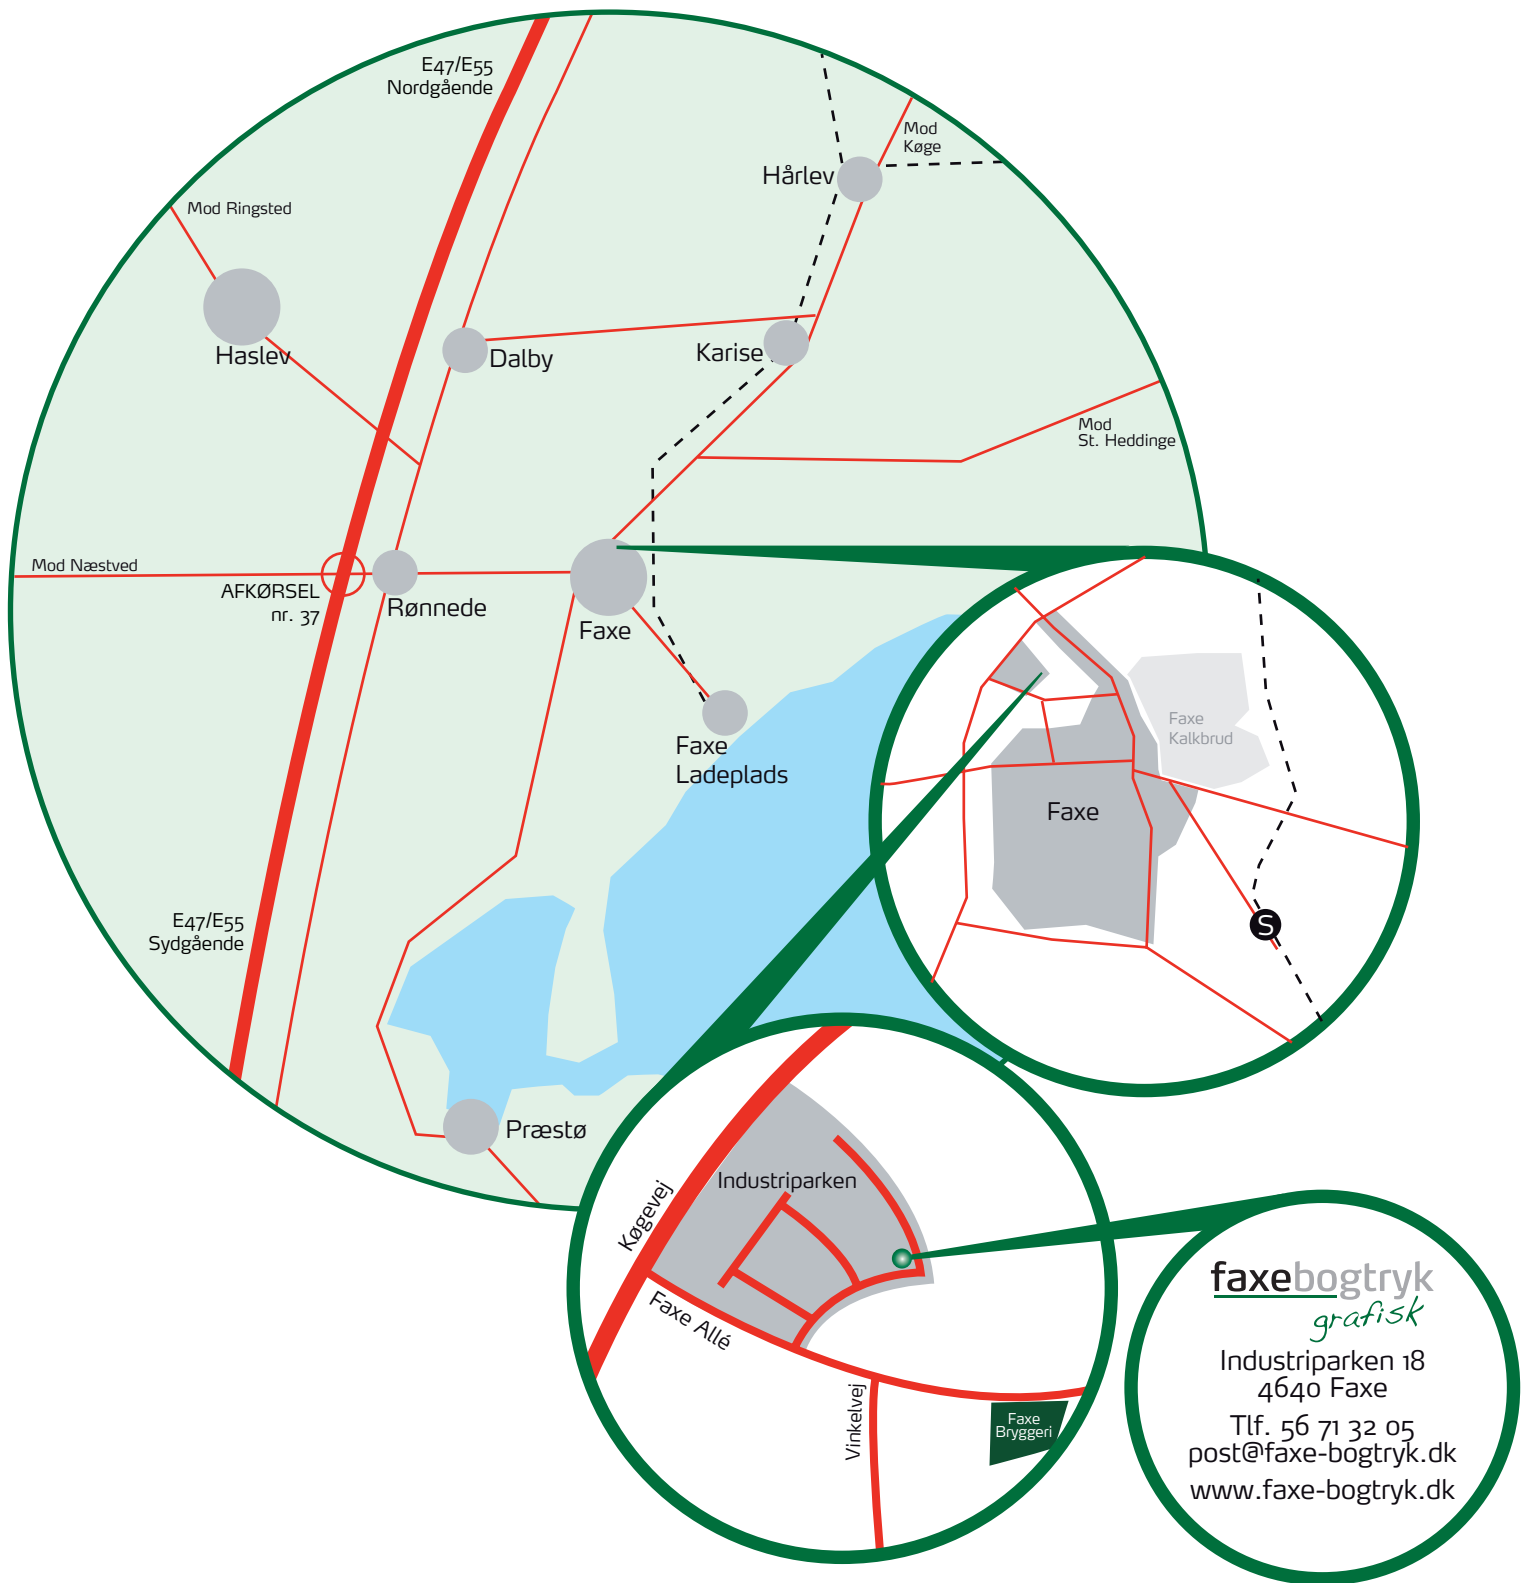 E47/E55
Nordgående
Mod
Køge
Hårlev
Mod Ringsted
Haslev
Dalby
Karise
Mod
St. Heddinge
Mod Næstved
AFKØRSEL
nr. 37
Rønnede
Faxe
Faxe
Ladeplads
E47/E55
Sydgående
Præstø
Faxe
Kalkbrud
Faxe
S
Industriparken
Køgevej
Faxe Allé
Vinkelvej
Faxe
Bryggeri
faxebogtryk
grafisk
Industriparken 18
4640 Faxe
Tlf. 56 71 32 05
post@faxe-bogtryk.dk
www.faxe-bogtryk.dk